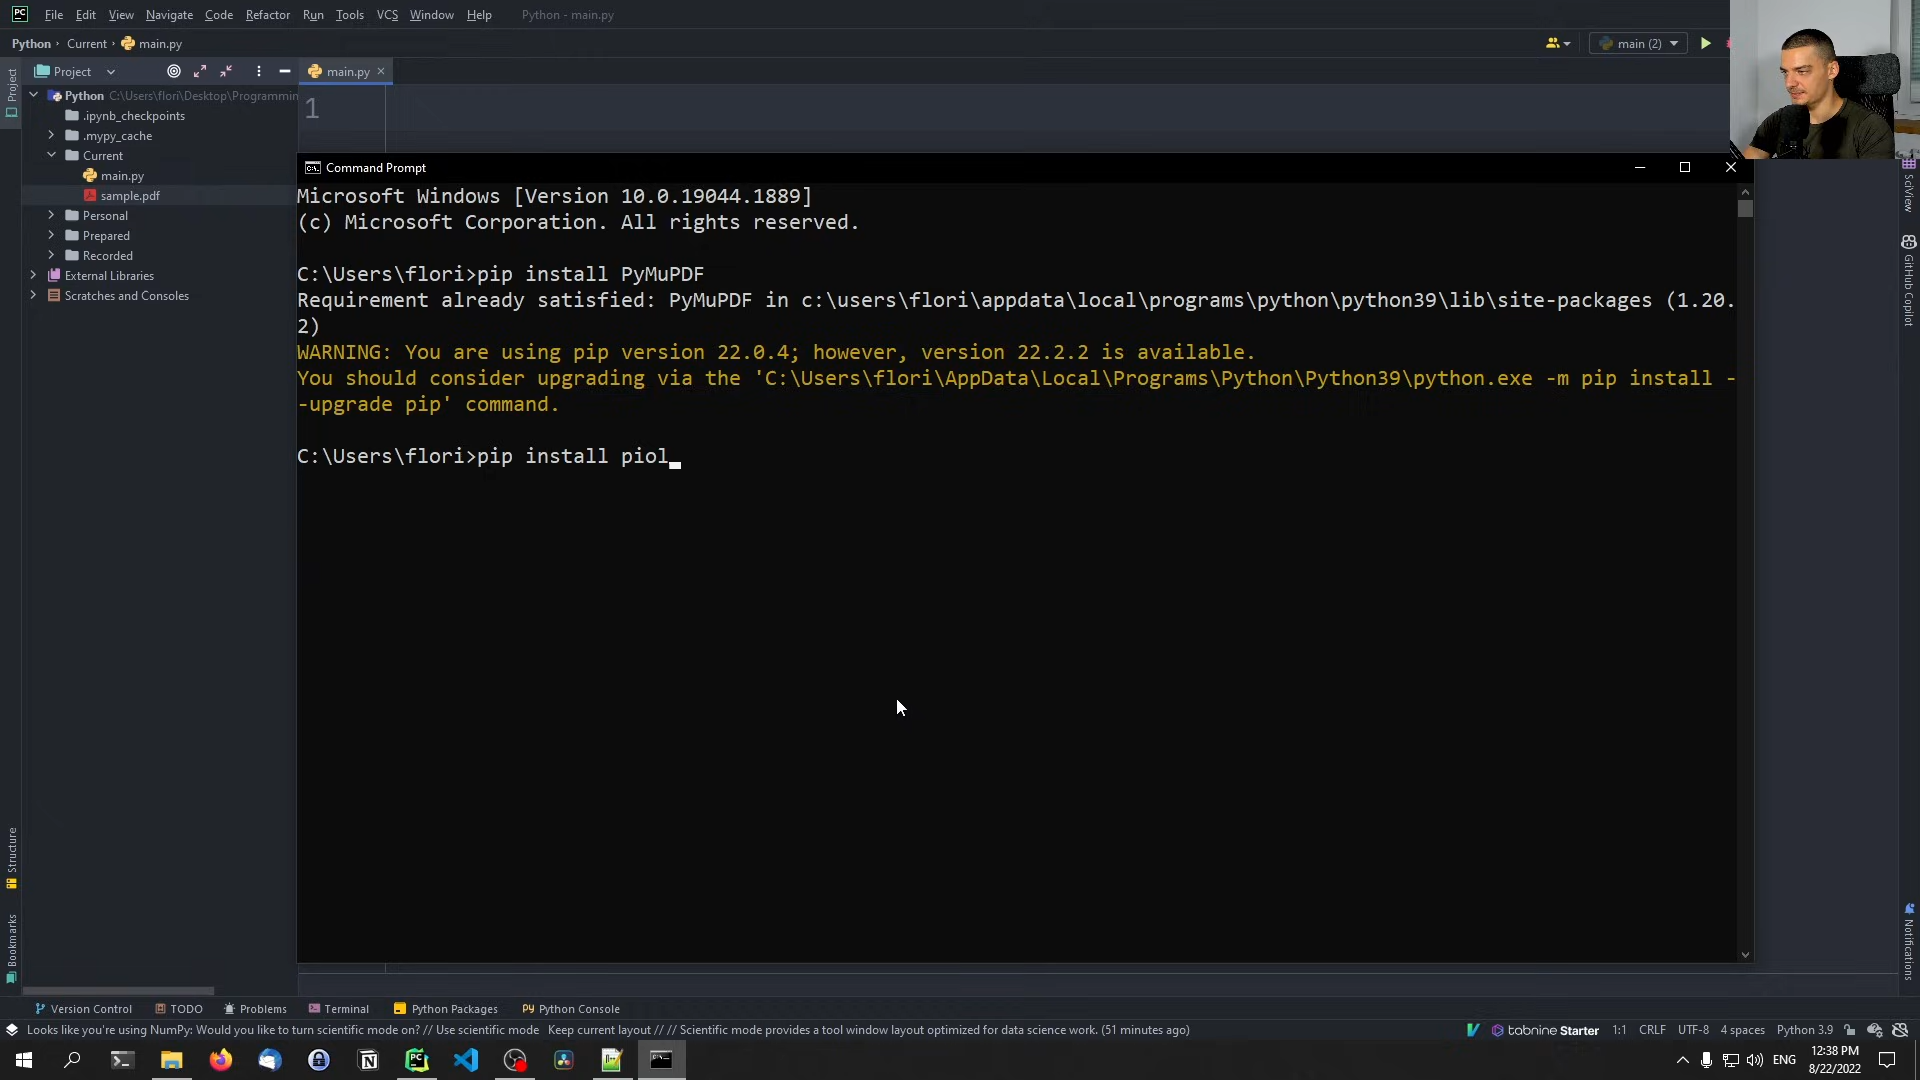 PC File Edit View Navigate Code Refactor Run Tools VCS Window Help Python - main.py
Python › Current › main.py
main (2)
Project
main.py
Python C:\Users\flori\Desktop\Programmin
.ipynb_checkpoints
.mypy_cache
Current
main.py
sample.pdf
Personal
Prepared
Recorded
External Libraries
Scratches and Consoles
1
Command Prompt
Microsoft Windows [Version 10.0.19044.1889]
(c) Microsoft Corporation. All rights reserved.
C:\Users\flori>pip install PyMuPDF
Requirement already satisfied: PyMuPDF in c:\users\flori\appdata\local\programs\python\python39\lib\site-packages (1.20.
2)
WARNING: You are using pip version 22.0.4; however, version 22.2.2 is available.
You should consider upgrading via the 'C:\Users\flori\AppData\Local\Programs\Python\Python39\python.exe -m pip install -
-upgrade pip' command.
C:\Users\flori>pip install piol
Project
Structure
Bookmarks
SciView
GitHub Copilot
Notifications
Version Control TODO Problems Terminal Python Packages Python Console
Looks like you're using NumPy: Would you like to turn scientific mode on? // Use scientific mode Keep current layout // // Scientific mode provides a tool window layout optimized for data science work. (51 minutes ago)
tabnine Starter 1:1 CRLF UTF-8 4 spaces Python 3.9
ENG
12:38 PM
8/22/2022